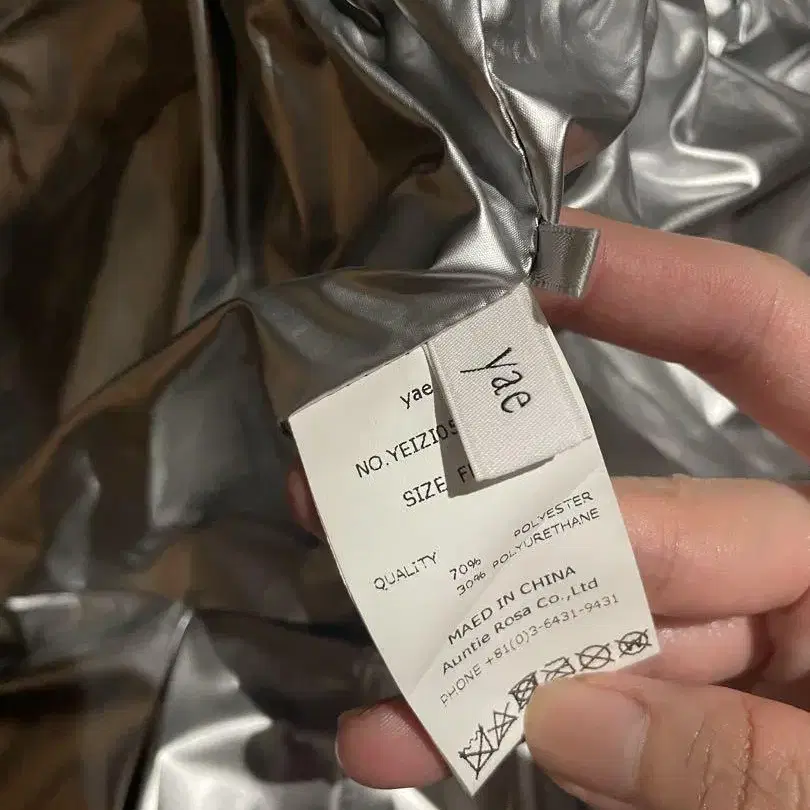 yae
yae
NO.YEIZI05
SIZE F
QUALITY 70% POLYESTER
30% POLYURETHANE
MAED IN CHINA
Auntie Rosa Co.,Ltd
PHONE +81(0)3-6431-9431